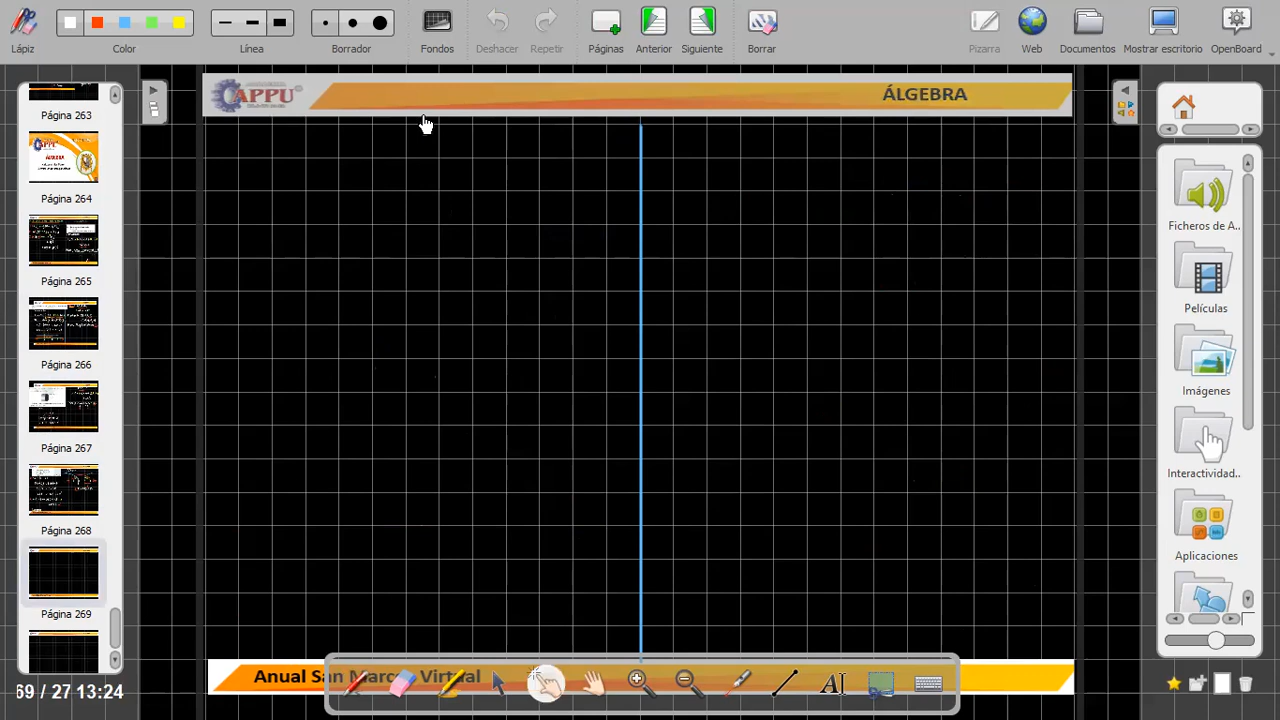 Lápiz
Color
Línea
Borrador
Fondos
Deshacer
Repetir
Páginas
Anterior
Siguiente
Borrar
Pizarra
Web
Documentos
Mostrar escritorio
OpenBoard
APPU
ÁLGEBRA
Página 263
Página 264
Página 265
Página 266
Página 267
Página 268
Página 269
Ficheros de A..
Películas
Imágenes
Interactividad..
Aplicaciones
Anual San Marcos Virtual
69 / 27 13:24